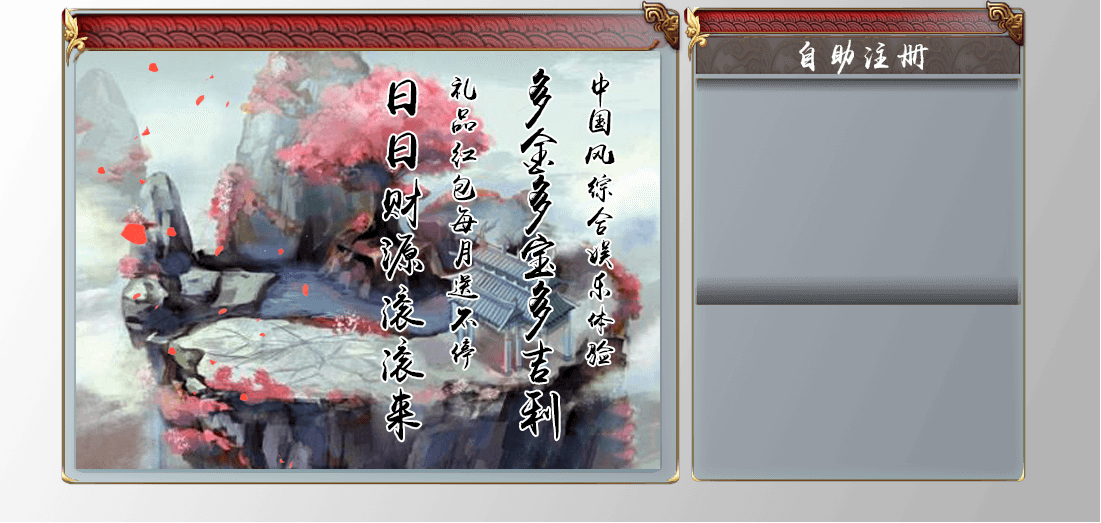 中国风综合娱乐体验
多金多宝多吉利
礼品红包每月送不停
日日财源滚滚来
自助注册